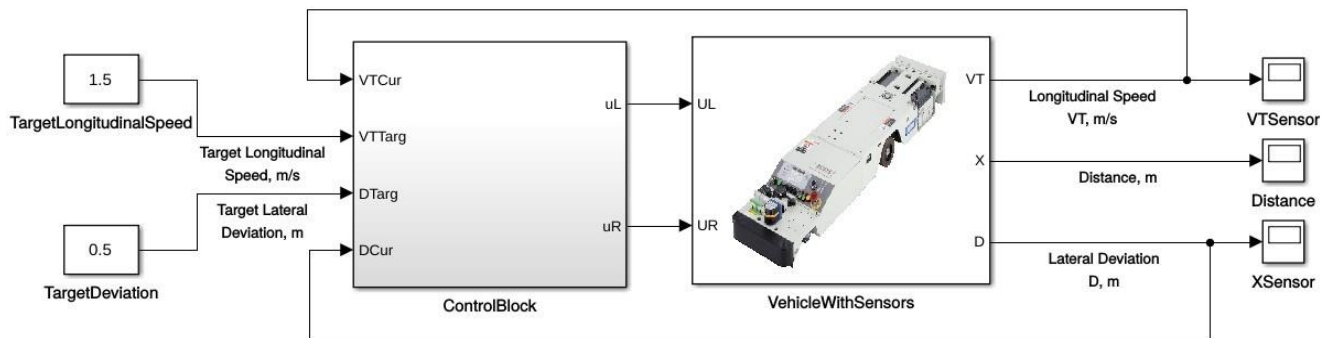 1.5
TargetLongitudinalSpeed
0.5
TargetDeviation
Target Longitudinal
Speed, m/s
Target Lateral
Deviation, m
VTCur
VTTarg
DTarg
DCur
uL
uR
ControlBlock
UL
UR
VT
X
D
VehicleWithSensors
Longitudinal Speed
VT, m/s
Distance, m
Lateral Deviation
D, m
VTSensor
Distance
XSensor